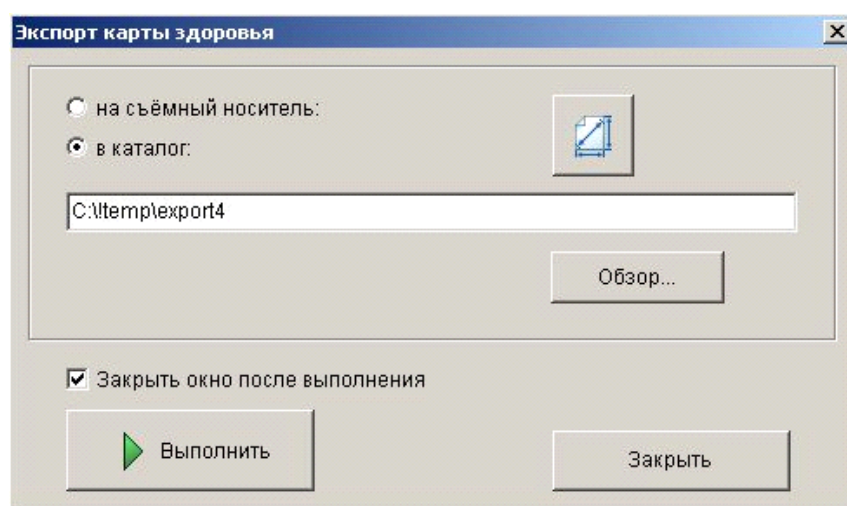 Экспорт карты здоровья
на съёмный носитель:
в каталог:
C:\!temp\export4
Обзор...
Закрыть окно после выполнения
Выполнить
Закрыть